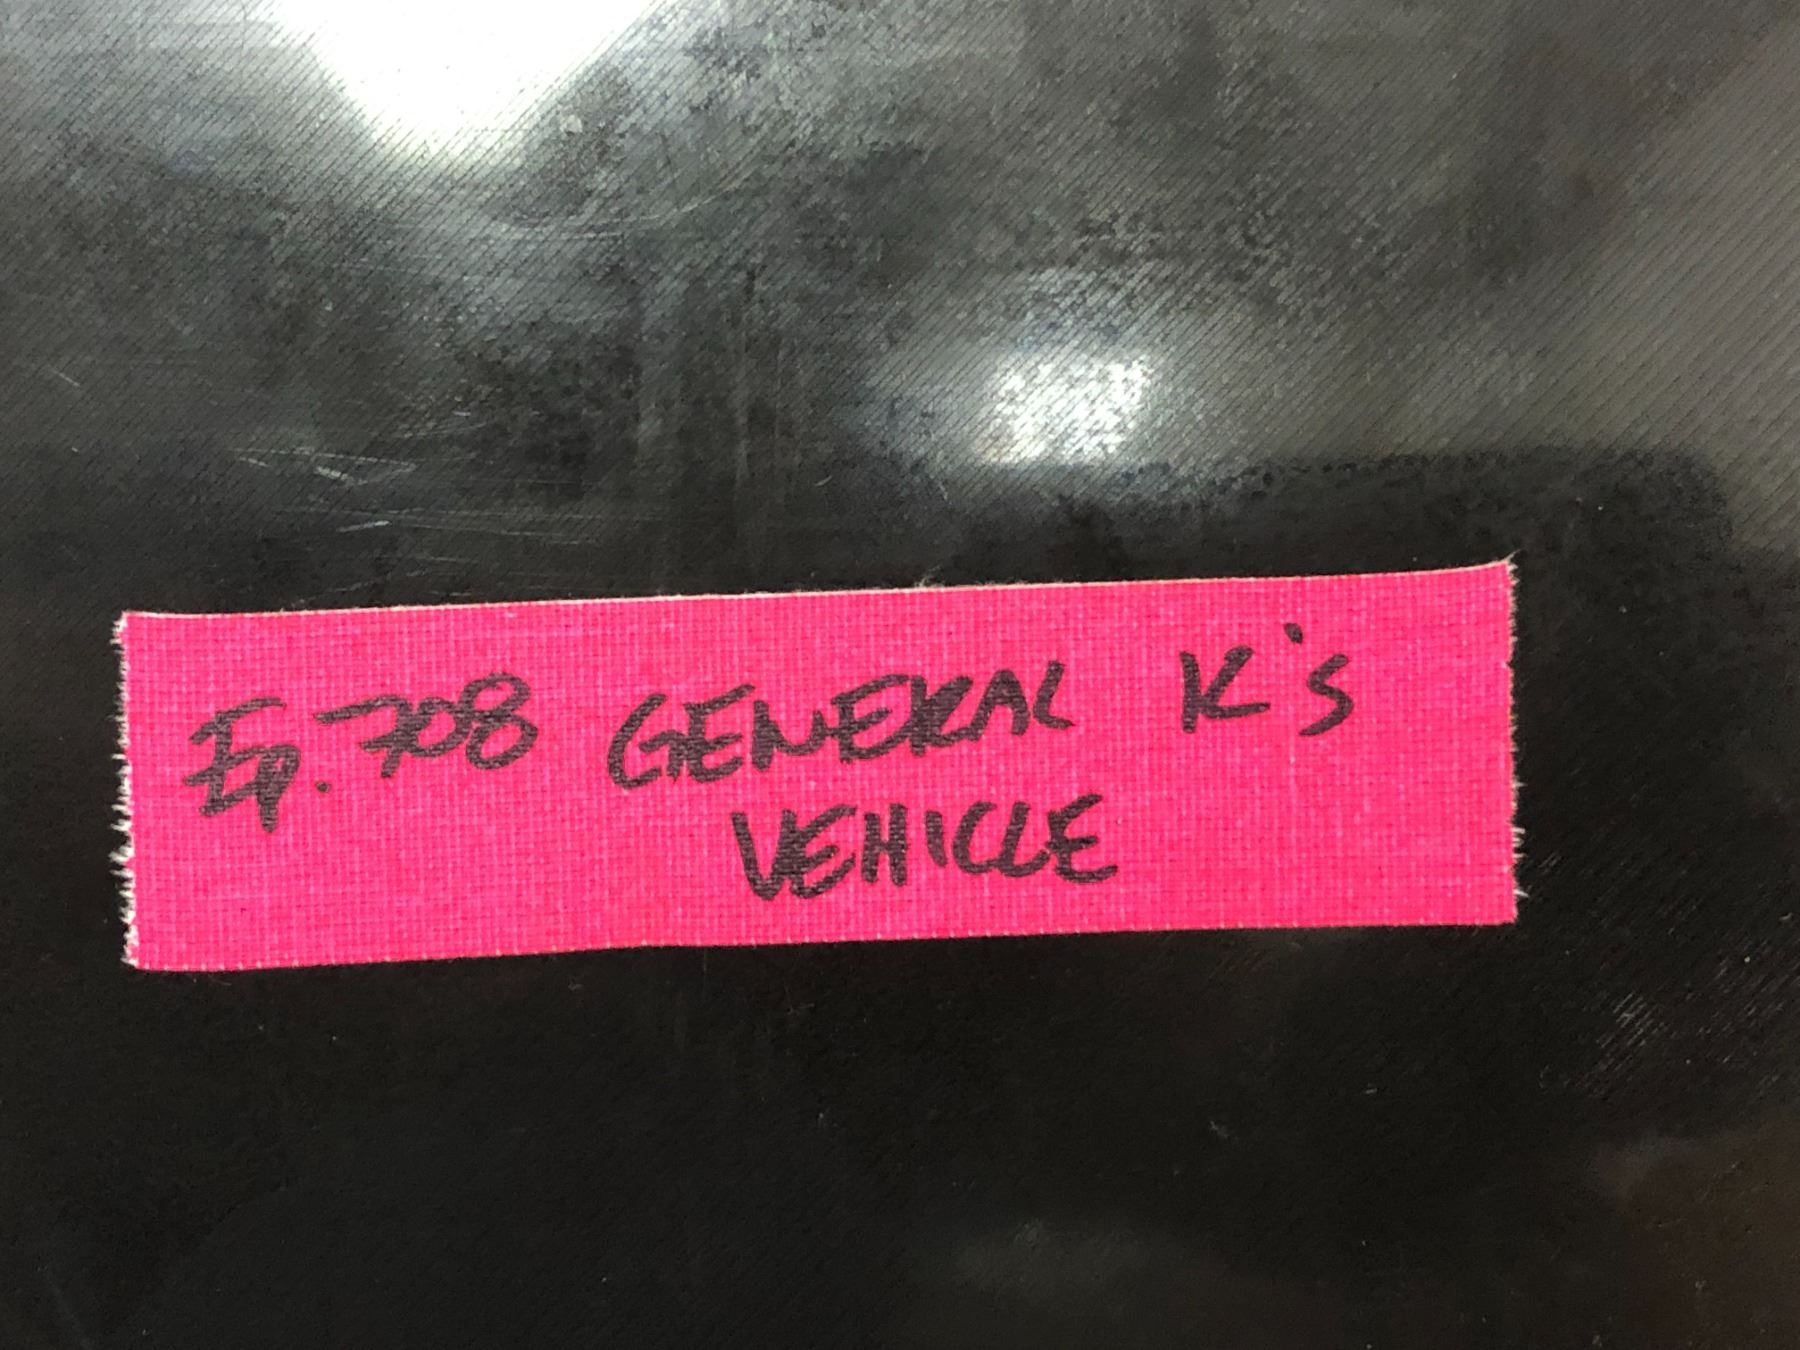 Ep. 708 GENERAL K's
VEHICLE